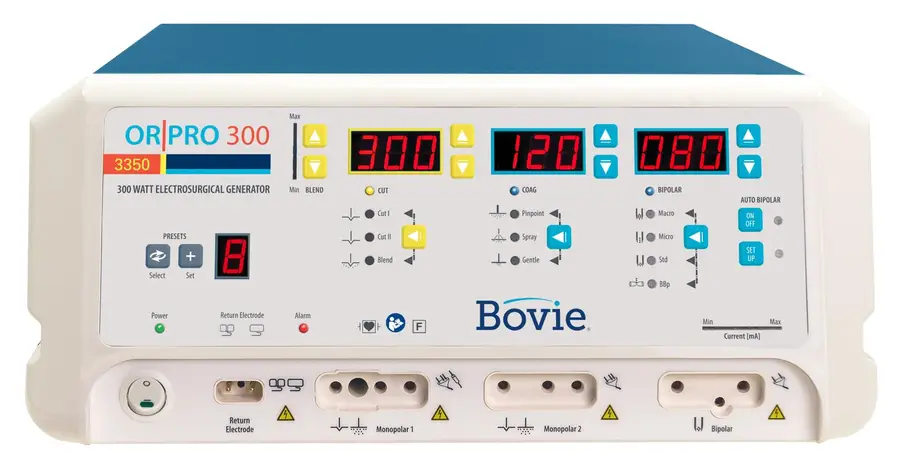 OR|PRO 300
3350
300 WATT ELECTROSURGICAL GENERATOR
Max
Min BLEND
300
120
080
CUT
COAG
BIPOLAR
Cut I
Cut II
Blend
Pinpoint
Spray
Gentle
Macro
Micro
Std
BBp
AUTO BIPOLAR
ON
OFF
SET
UP
PRESETS
Select
Set
8
Power
Return Electrode
Alarm
F
Bovie®
Min Max
Current [mA]
Return
Electrode
Monopolar 1
Monopolar 2
Bipolar